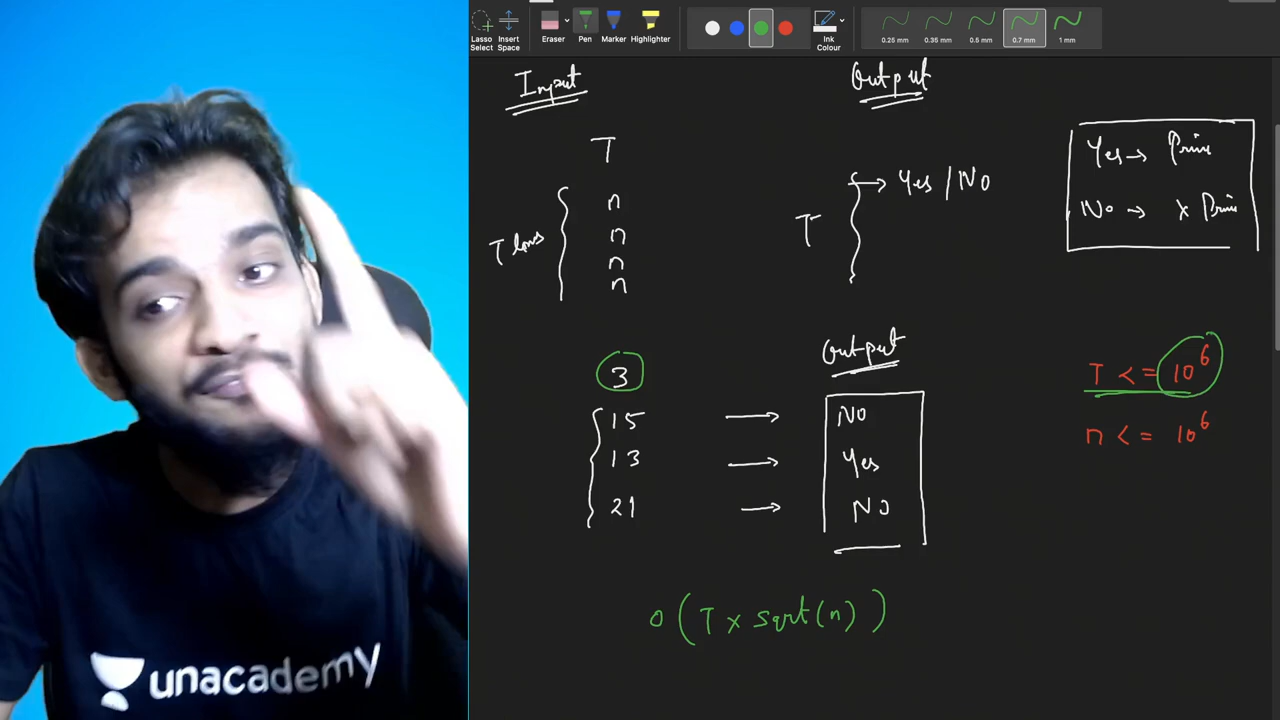 Lasso Select
Insert Space
Eraser
Pen
Marker
Highlighter
Ink Colour
0.25 mm
0.35 mm
0.5 mm
0.7 mm
1 mm
Input
Output
T
n
n
n
n
T
T
Yes / No
Yes → Prime
No → x Prime
3
15 → No
13 → Yes
21 → No
Output
T <= 10^6
n <= 10^6
O (T x sqrt(n))
unacademy